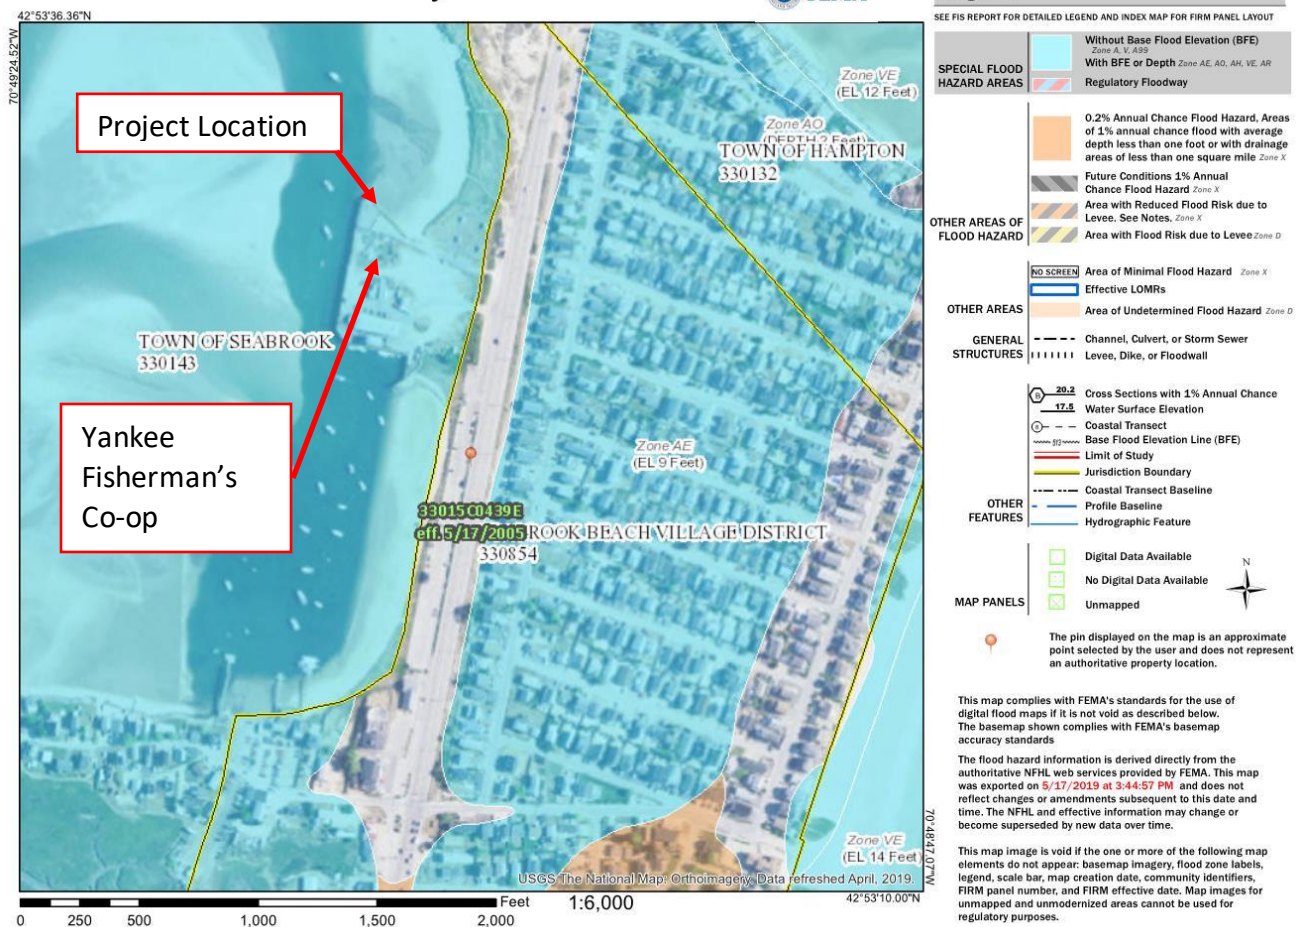 42°53'36.36"N
70°49'24.52"W
Project Location
Zone VE
(EL 12 Feet)
Zone AO
TOWN OF HAMPTON
330132
TOWN OF SEABROOK
330143
Yankee
Fisherman's
Co-op
Zone AE
(EL 9 Feet)
33015C0439E
eff. 5/17/2005
BEACH VILLAGE DISTRICT
330854
Zone VE
(EL 14 Feet)
70°48'47.07"W
USGS The National Map: Orthoimagery. Data refreshed April, 2019.
Feet 1:6,000
42°53'10.00"N
0 250 500 1,000 1,500 2,000
SEE FIS REPORT FOR DETAILED LEGEND AND INDEX MAP FOR FIRM PANEL LAYOUT
SPECIAL FLOOD
HAZARD AREAS
Without Base Flood Elevation (BFE)
Zone A, V, A99
With BFE or Depth Zone AE, AO, AH, VE, AR
Regulatory Floodway
0.2% Annual Chance Flood Hazard, Areas
of 1% annual chance flood with average
depth less than one foot or with drainage
areas of less than one square mile Zone X
Future Conditions 1% Annual
Chance Flood Hazard Zone X
OTHER AREAS OF
FLOOD HAZARD
Area with Reduced Flood Risk due to
Levee. See Notes. Zone X
Area with Flood Risk due to Levee Zone D
NO SCREEN Area of Minimal Flood Hazard Zone X
Effective LOMRs
OTHER AREAS
Area of Undetermined Flood Hazard Zone D
GENERAL
STRUCTURES
Channel, Culvert, or Storm Sewer
Levee, Dike, or Floodwall
B 20.2 Cross Sections with 1% Annual Chance
17.5 Water Surface Elevation
Coastal Transect
513 Base Flood Elevation Line (BFE)
Limit of Study
Jurisdiction Boundary
Coastal Transect Baseline
OTHER
FEATURES
Profile Baseline
Hydrographic Feature
MAP PANELS
Digital Data Available
No Digital Data Available
Unmapped
N
The pin displayed on the map is an approximate
point selected by the user and does not represent
an authoritative property location.
This map complies with FEMA's standards for the use of
digital flood maps if it is not void as described below.
The basemap shown complies with FEMA's basemap
accuracy standards
The flood hazard information is derived directly from the
authoritative NFHL web services provided by FEMA. This map
was exported on 5/17/2019 at 3:44:57 PM and does not
reflect changes or amendments subsequent to this date and
time. The NFHL and effective information may change or
become superseded by new data over time.
This map image is void if the one or more of the following map
elements do not appear: basemap imagery, flood zone labels,
legend, scale bar, map creation date, community identifiers,
FIRM panel number, and FIRM effective date. Map images for
unmapped and unmodernized areas cannot be used for
regulatory purposes.